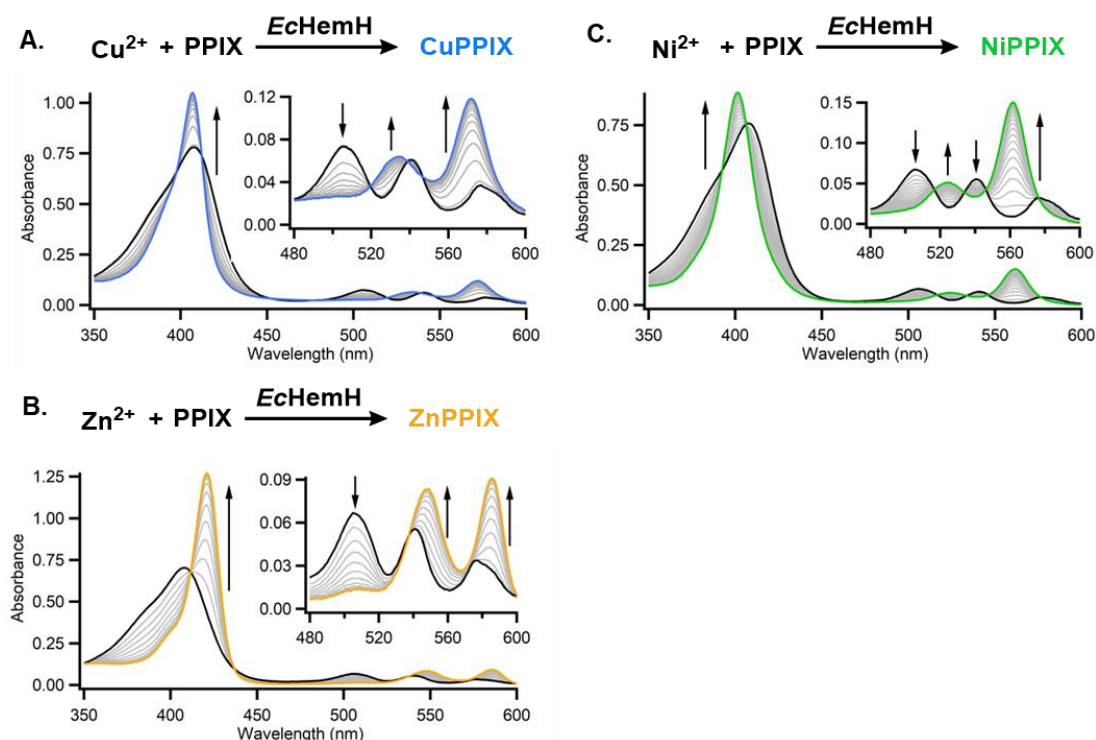 A.
EcHemH
Cu²⁺ + PPIX CuPPIX
Absorbance
1.00
0.75
0.50
0.25
0.00
350 400 450 500 550 600
Wavelength (nm)
0.12
0.08
0.04
0.00
480 520 560 600
C.
EcHemH
Ni²⁺ + PPIX NiPPIX
Absorbance
0.75
0.50
0.25
0.00
350 400 450 500 550 600
Wavelength (nm)
0.15
0.10
0.05
0.00
480 520 560 600
B.
EcHemH
Zn²⁺ + PPIX ZnPPIX
Absorbance
1.25
1.00
0.75
0.50
0.25
0.00
350 400 450 500 550 600
Wavelength (nm)
0.09
0.06
0.03
0.00
480 520 560 600